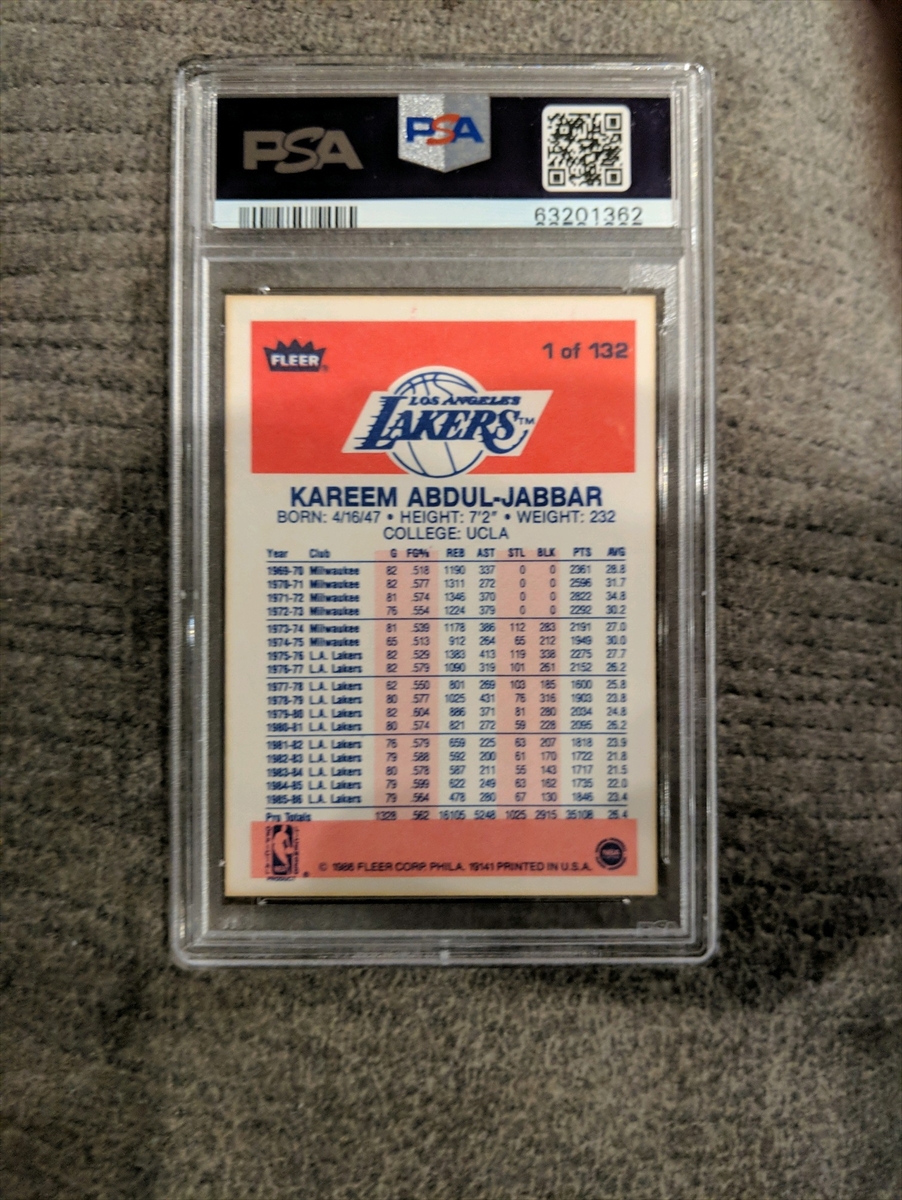 PSA PSA
63201362
FLEER® 1 of 132
LOS ANGELES
LAKERS™
KAREEM ABDUL-JABBAR
BORN: 4/16/47 • HEIGHT: 7'2" • WEIGHT: 232
COLLEGE: UCLA
Year Club G FG% REB AST STL BLK PTS AVG
1969-70 Milwaukee 82 .518 1190 337 0 0 2361 28.8
1970-71 Milwaukee 82 .577 1311 272 0 0 2596 31.7
1971-72 Milwaukee 81 .574 1346 370 0 0 2822 34.8
1972-73 Milwaukee 76 .554 1224 379 0 0 2292 30.2
1973-74 Milwaukee 81 .539 1178 386 112 283 2191 27.0
1974-75 Milwaukee 65 .513 912 264 65 212 1949 30.0
1975-76 L.A. Lakers 82 .529 1383 413 119 338 2275 27.7
1976-77 L.A. Lakers 82 .579 1090 319 101 261 2152 26.2
1977-78 L.A. Lakers 62 .550 801 269 103 185 1600 25.8
1978-79 L.A. Lakers 80 .577 1025 431 76 316 1903 23.8
1979-80 L.A. Lakers 82 .604 886 371 81 280 2034 24.8
1980-81 L.A. Lakers 80 .574 821 272 59 228 2095 26.2
1981-82 L.A. Lakers 76 .579 659 225 63 207 1818 23.9
1982-83 L.A. Lakers 79 .588 592 200 61 170 1722 21.8
1983-84 L.A. Lakers 80 .578 587 211 55 143 1717 21.5
1984-85 L.A. Lakers 79 .599 622 249 63 162 1735 22.0
1985-86 L.A. Lakers 79 .564 478 280 67 130 1846 23.4
Pro Totals 1328 .562 16105 5248 1025 2915 35108 26.4
© 1986 FLEER CORP. PHILA. 19141 PRINTED IN U.S.A.
PRODUCT ®